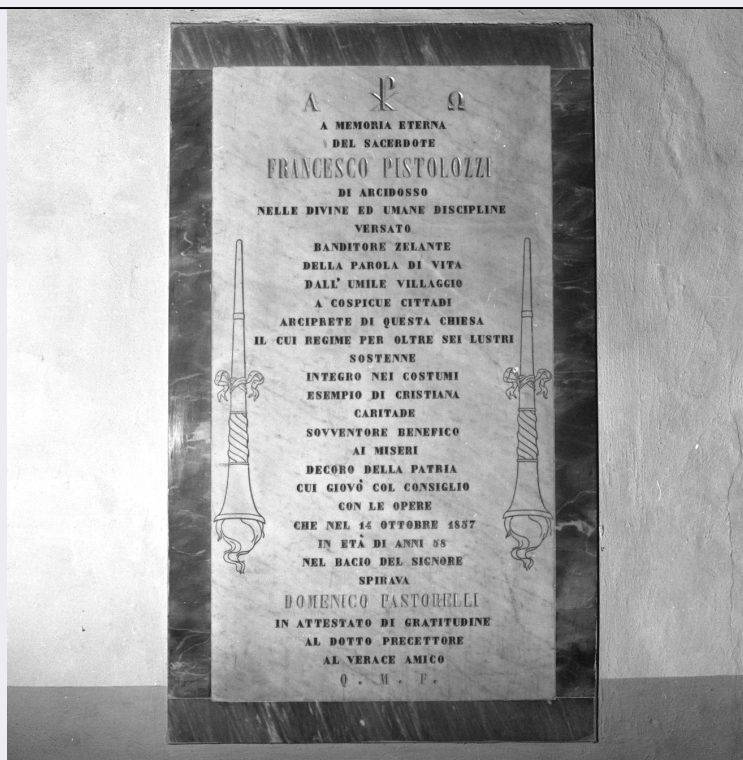 Α ☧ Ω
A MEMORIA ETERNA
DEL SACERDOTE
FRANCESCO PISTOLOZZI
DI ARCIDOSSO
NELLE DIVINE ED UMANE DISCIPLINE
VERSATO
BANDITORE ZELANTE
DELLA PAROLA DI VITA
DALL' UMILE VILLAGGIO
A COSPICUE CITTADI
ARCIPRETE DI QUESTA CHIESA
IL CUI REGIME PER OLTRE SEI LUSTRI
SOSTENNE
INTEGRO NEI COSTUMI
ESEMPIO DI CRISTIANA
CARITADE
SOVVENTORE BENEFICO
AI MISERI
DECORO DELLA PATRIA
CUI GIOVÒ COL CONSIGLIO
CON LE OPERE
CHE NEL 14 OTTOBRE 1857
IN ETÀ DI ANNI 58
NEL BACIO DEL SIGNORE
SPIRAVA
DOMENICO PASTORELLI
IN ATTESTATO DI GRATITUDINE
AL DOTTO PRECETTORE
AL VERACE AMICO
Q. M. F.